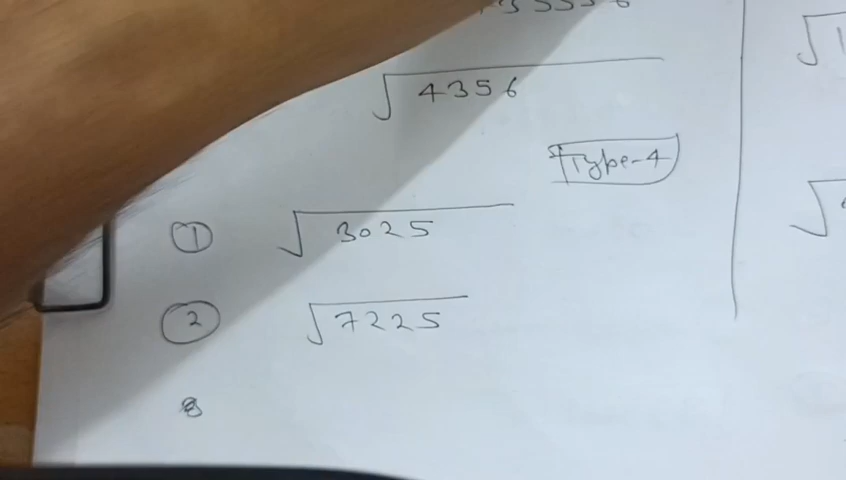 √4356
Type-4
① √3025
② √7225